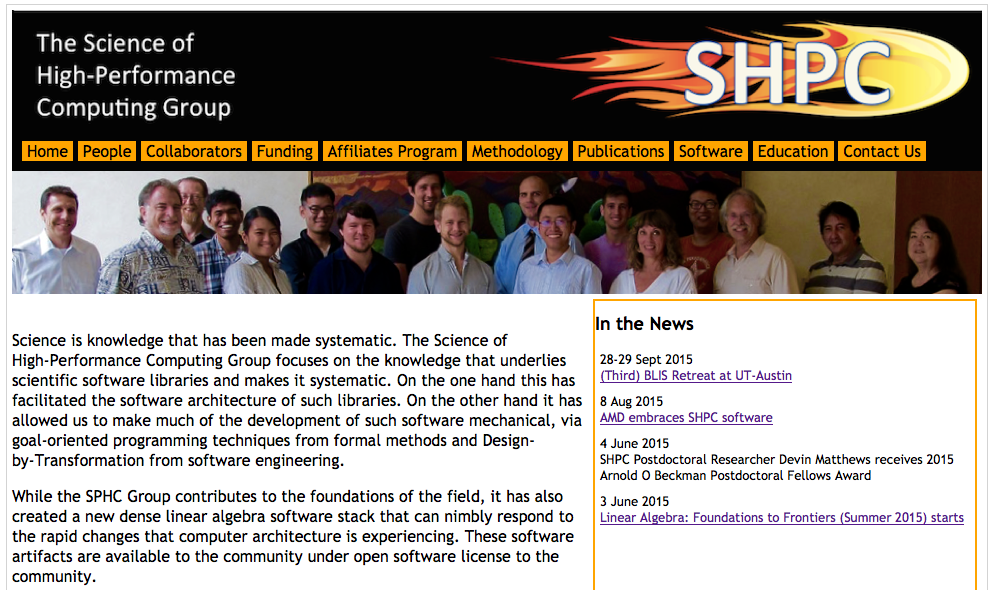 The Science of
High-Performance
Computing Group
SHPC
Home People Collaborators Funding Affiliates Program Methodology Publications Software Education Contact Us
Science is knowledge that has been made systematic. The Science of
High-Performance Computing Group focuses on the knowledge that underlies
scientific software libraries and makes it systematic. On the one hand this has
facilitated the software architecture of such libraries. On the other hand it has
allowed us to make much of the development of such software mechanical, via
goal-oriented programming techniques from formal methods and Design-
by-Transformation from software engineering.
While the SPHC Group contributes to the foundations of the field, it has also
created a new dense linear algebra software stack that can nimbly respond to
the rapid changes that computer architecture is experiencing. These software
artifacts are available to the community under open software license to the
community.
In the News
28-29 Sept 2015
(Third) BLIS Retreat at UT-Austin
8 Aug 2015
AMD embraces SHPC software
4 June 2015
SHPC Postdoctoral Researcher Devin Matthews receives 2015
Arnold O Beckman Postdoctoral Fellows Award
3 June 2015
Linear Algebra: Foundations to Frontiers (Summer 2015) starts